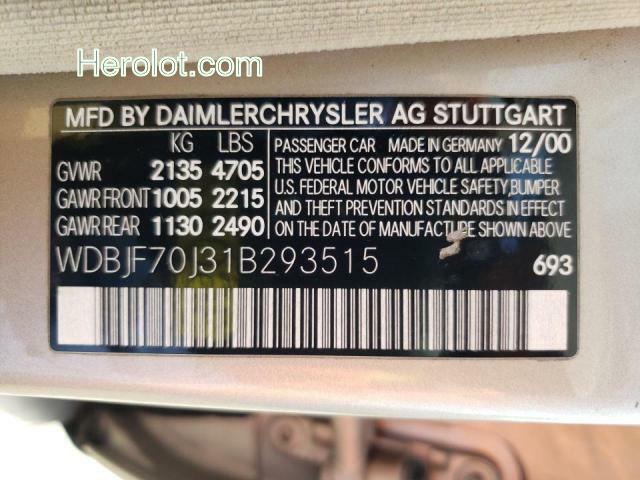 Herolot.com
MFD BY DAIMLERCHRYSLER AG STUTTGART
KG LBS
GVWR 2135 4705
GAWR FRONT 1005 2215
GAWR REAR 1130 2490
PASSENGER CAR MADE IN GERMANY 12/00
THIS VEHICLE CONFORMS TO ALL APPLICABLE
U.S. FEDERAL MOTOR VEHICLE SAFETY, BUMPER
AND THEFT PREVENTION STANDARDS IN EFFECT
ON THE DATE OF MANUFACTURE SHOWN ABOVE
WDBJF70J31B293515
693